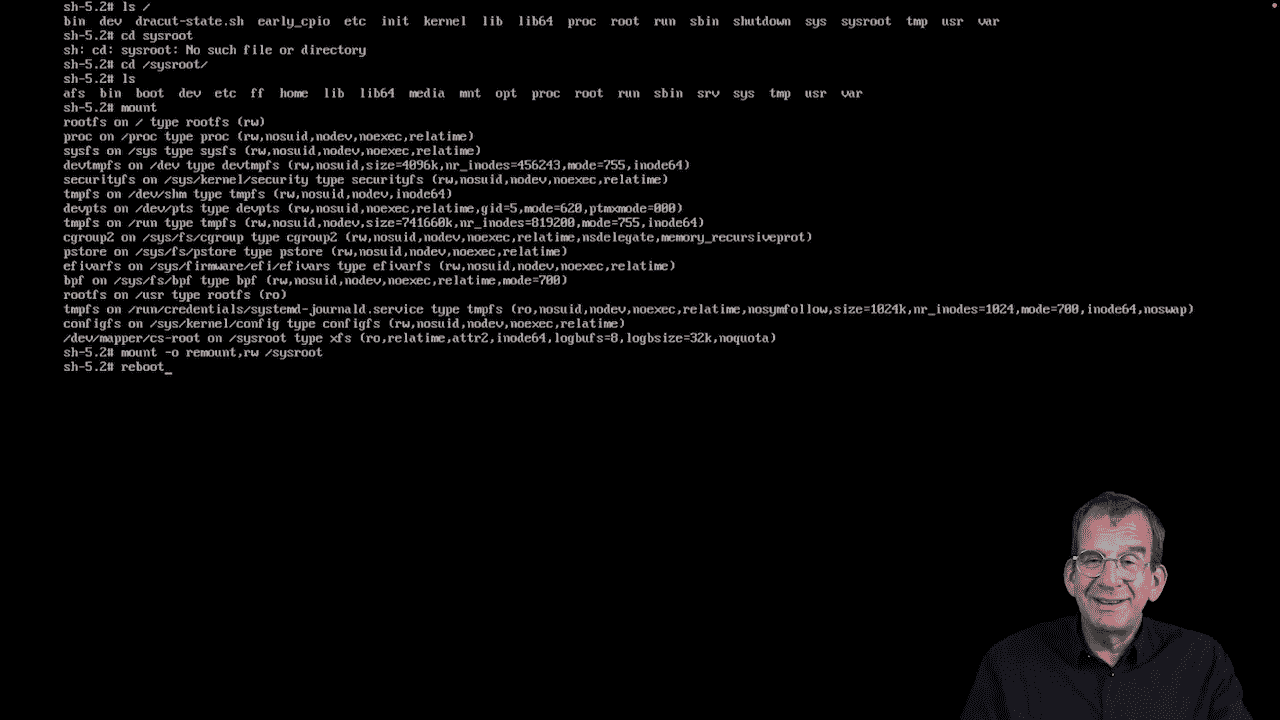 sh-5.2# ls /
bin  dev  dracut-state.sh  early_cpio  etc  init  kernel  lib  lib64  proc  root  run  sbin  shutdown  sys  sysroot  tmp  usr  var
sh-5.2# cd sysroot
sh: cd: sysroot: No such file or directory
sh-5.2# cd /sysroot/
sh-5.2# ls
afs  bin  boot  dev  etc  ff  home  lib  lib64  media  mnt  opt  proc  root  run  sbin  srv  sys  tmp  usr  var
sh-5.2# mount
rootfs on / type rootfs (rw)
proc on /proc type proc (rw,nosuid,nodev,noexec,relatime)
sysfs on /sys type sysfs (rw,nosuid,nodev,noexec,relatime)
devtmpfs on /dev type devtmpfs (rw,nosuid,size=4096k,nr_inodes=456243,mode=755,inode64)
securityfs on /sys/kernel/security type securityfs (rw,nosuid,nodev,noexec,relatime)
tmpfs on /dev/shm type tmpfs (rw,nosuid,nodev,inode64)
devpts on /dev/pts type devpts (rw,nosuid,noexec,relatime,gid=5,mode=620,ptmxmode=000)
tmpfs on /run type tmpfs (rw,nosuid,nodev,size=741660k,nr_inodes=819200,mode=755,inode64)
cgroup2 on /sys/fs/cgroup type cgroup2 (rw,nosuid,nodev,noexec,relatime,nsdelegate,memory_recursiveprot)
pstore on /sys/fs/pstore type pstore (rw,nosuid,nodev,noexec,relatime)
efivarfs on /sys/firmware/efi/efivars type efivarfs (rw,nosuid,nodev,noexec,relatime)
bpf on /sys/fs/bpf type bpf (rw,nosuid,nodev,noexec,relatime,mode=700)
rootfs on /usr type rootfs (ro)
tmpfs on /run/credentials/systemd-journald.service type tmpfs (ro,nosuid,nodev,noexec,relatime,nosymfollow,size=1024k,nr_inodes=1024,mode=700,inode64,noswap)
configfs on /sys/kernel/config type configfs (rw,nosuid,nodev,noexec,relatime)
/dev/mapper/cs-root on /sysroot type xfs (ro,relatime,attr2,inode64,logbufs=8,logbsize=32k,noquota)
sh-5.2# mount -o remount,rw /sysroot
sh-5.2# reboot_